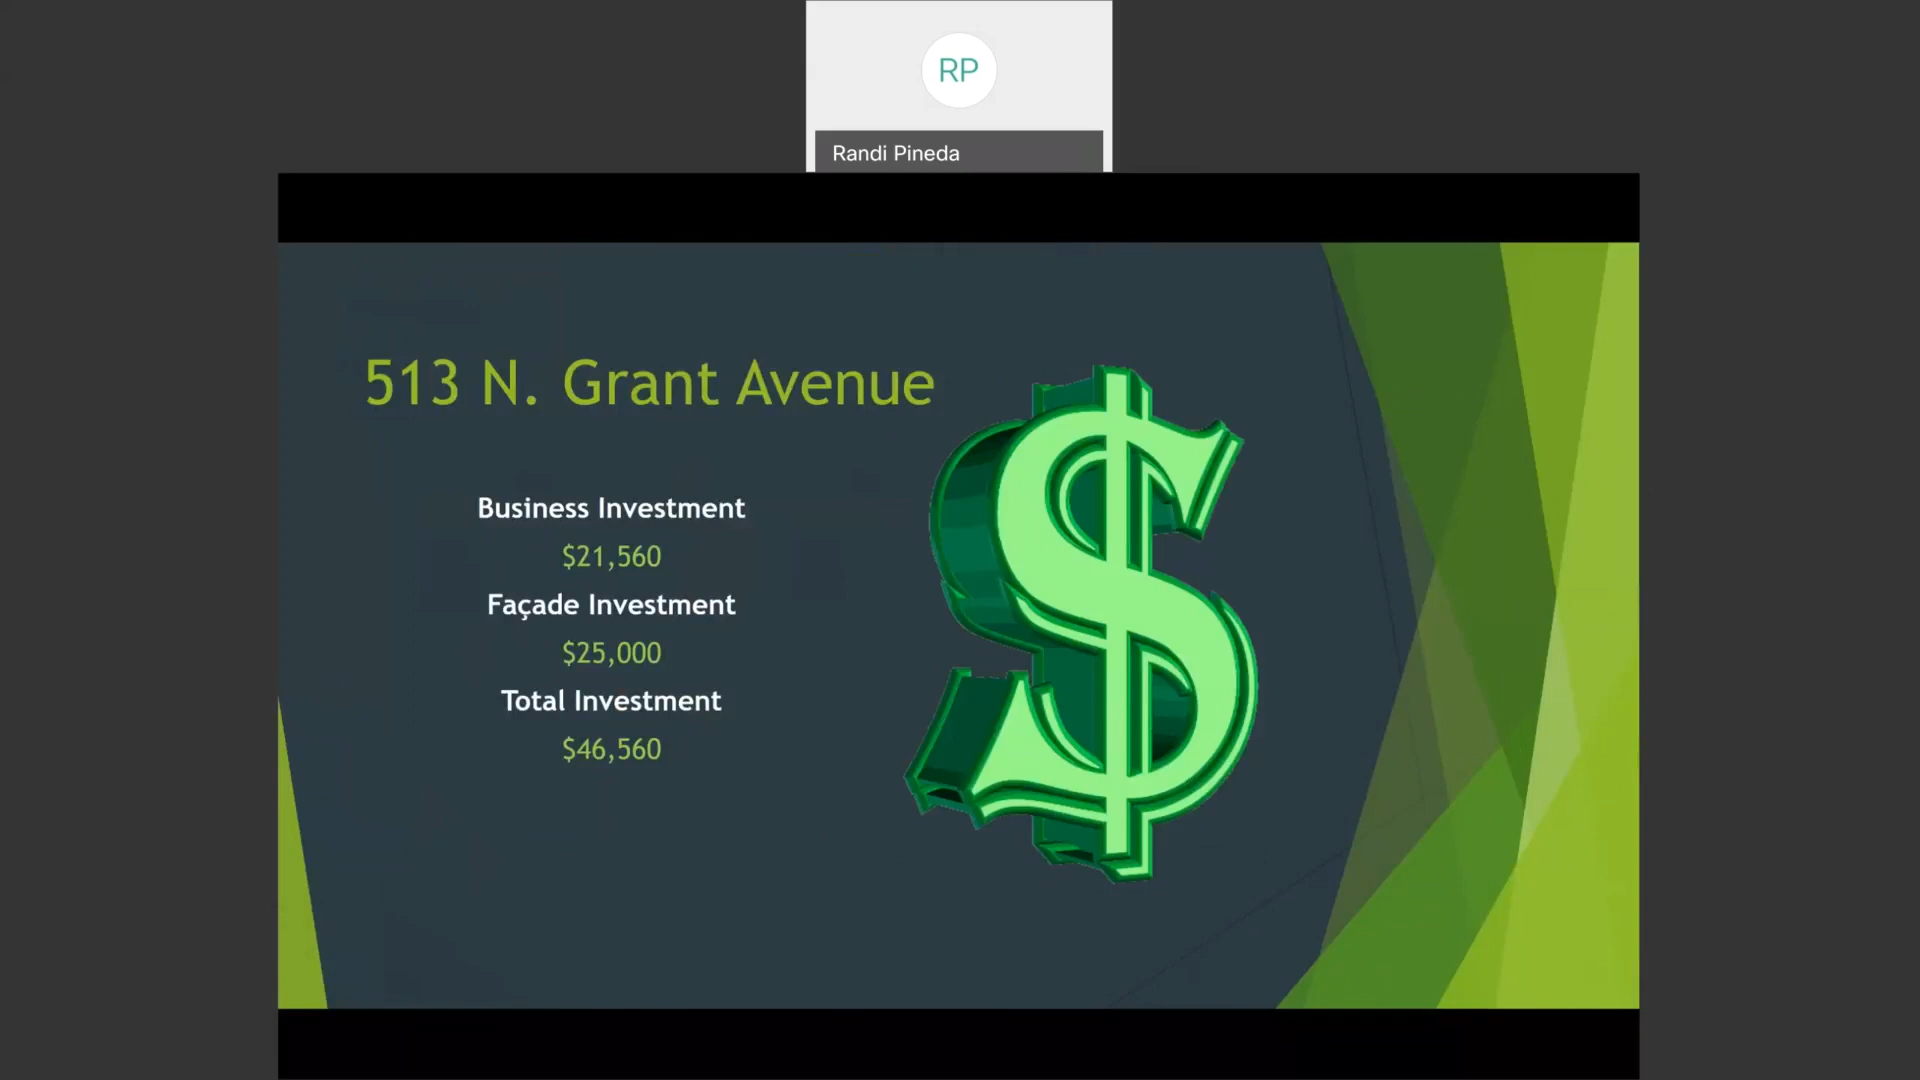 RP
Randi Pineda
513 N. Grant Avenue
Business Investment
$21,560
Façade Investment
$25,000
Total Investment
$46,560
$